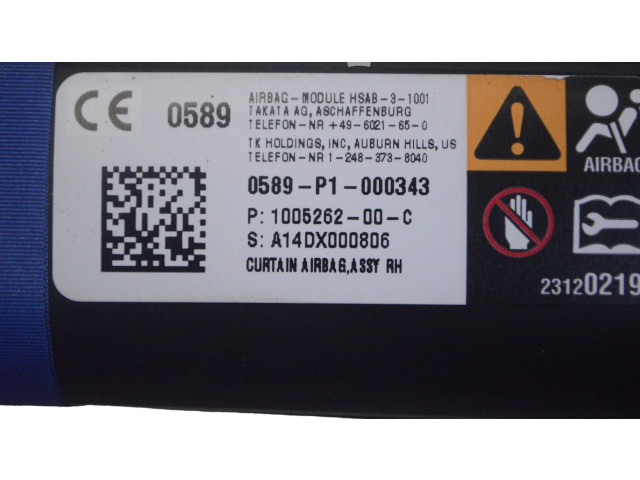 CE 0589
AIRBAG-MODULE HSAB-3-1001
TAKATA AG, ASCHAFFENBURG
TELEFON-NR +49-6021-65-0
TK HOLDINGS, INC, AUBURN HILLS, US
TELEFON-NR 1-248-373-8040
0589-P1-000343
P: 1005262-00-C
S: A14DX000806
CURTAIN AIRBAG,ASSY RH
AIRBAG
23120219